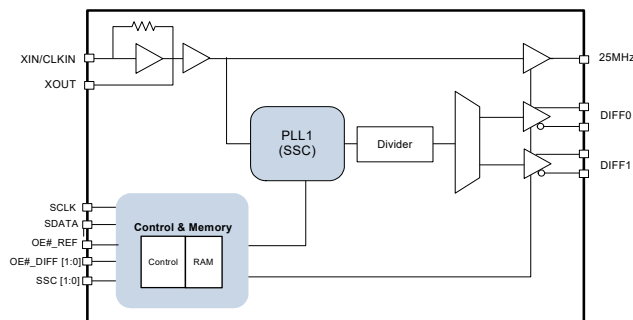 XIN/CLKIN
XOUT
25MHz
DIFF0
DIFF1
PLL1
(SSC)
Divider
SCLK
SDATA
OE#_REF
OE#_DIFF [1:0]
SSC [1:0]
Control & Memory
Control
RAM